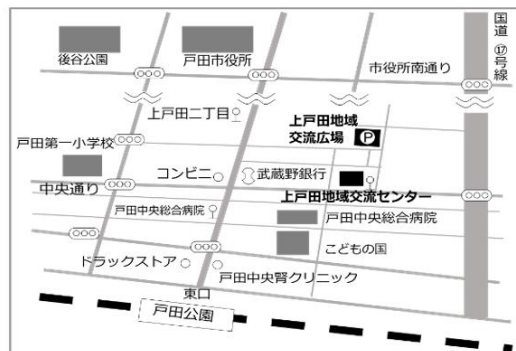 国道⑰号線
後谷公園
戸田市役所
市役所南通り
上戸田二丁目
上戸田地域
交流広場
P
戸田第一小学校
コンビニ
武蔵野銀行
中央通り
上戸田地域交流センター
戸田中央総合病院
戸田中央総合病院
こどもの国
ドラックストア
戸田中央腎クリニック
東口
戸田公園